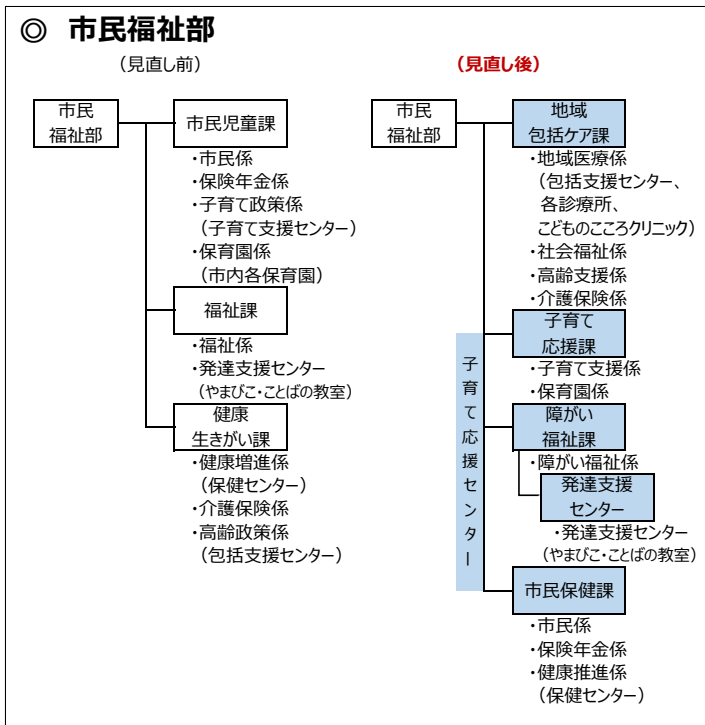 ◎ 市民福祉部
（見直し前）
市民
福祉部
市民児童課
・市民係
・保険年金係
・子育て政策係
（子育て支援センター）
・保育園係
（市内各保育園）
福祉課
・福祉係
・発達支援センター
（やまびこ・ことばの教室）
健康
生きがい課
・健康増進係
（保健センター）
・介護保険係
・高齢政策係
（包括支援センター）
（見直し後）
市民
福祉部
地域
包括ケア課
・地域医療係
（包括支援センター、
各診療所、
こどものこころクリニック）
・社会福祉係
・高齢支援係
・介護保険係
子育て応援センター
子育て
応援課
・子育て支援係
・保育園係
障がい
福祉課
・障がい福祉係
発達支援
センター
・発達支援センター
（やまびこ・ことばの教室）
市民保健課
・市民係
・保険年金係
・健康推進係
（保健センター）